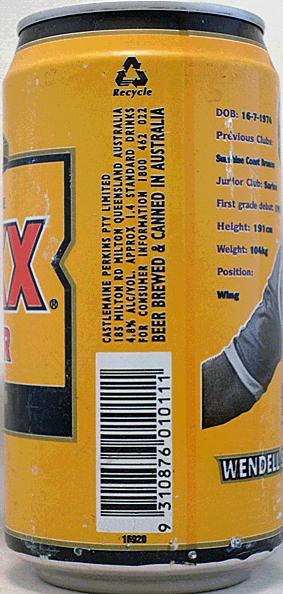 Recycle
CASTLEMAINE PERKINS PTY LIMITED
185 MILTON RD MILTON QUEENSLAND AUSTRALIA
4.8% ALC/VOL. APPROX 1.4 STANDARD DRINKS
FOR CONSUMER INFORMATION 1800 462 022
BEER BREWED & CANNED IN AUSTRALIA
9 310876 010111
16920
X®
R
DOB: 16-7-1974
Previous Clubs:
Sunshine Coast Broncos
Junior Club:
First grade debut:
Height: 191cm
Weight: 104kg
Position:
Wing
WENDELL